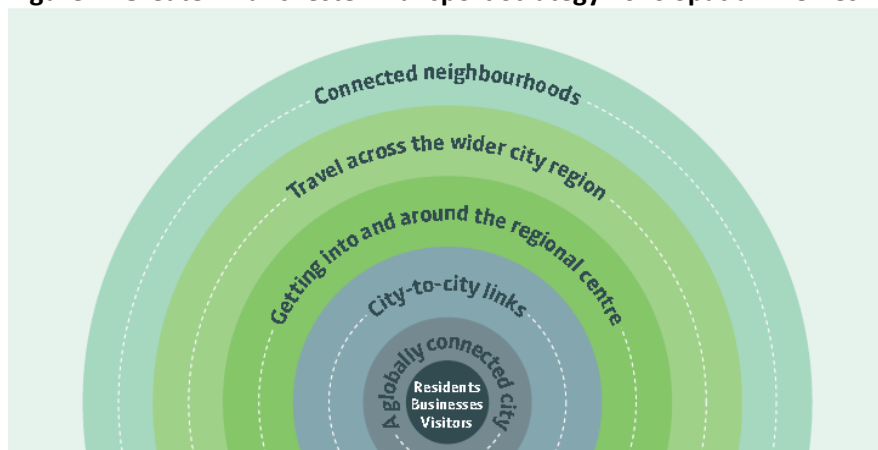 Connected neighbourhoods
Travel across the wider city region
Getting into and around the regional centre
City-to-city links
A globally connected city
Residents
Businesses
Visitors